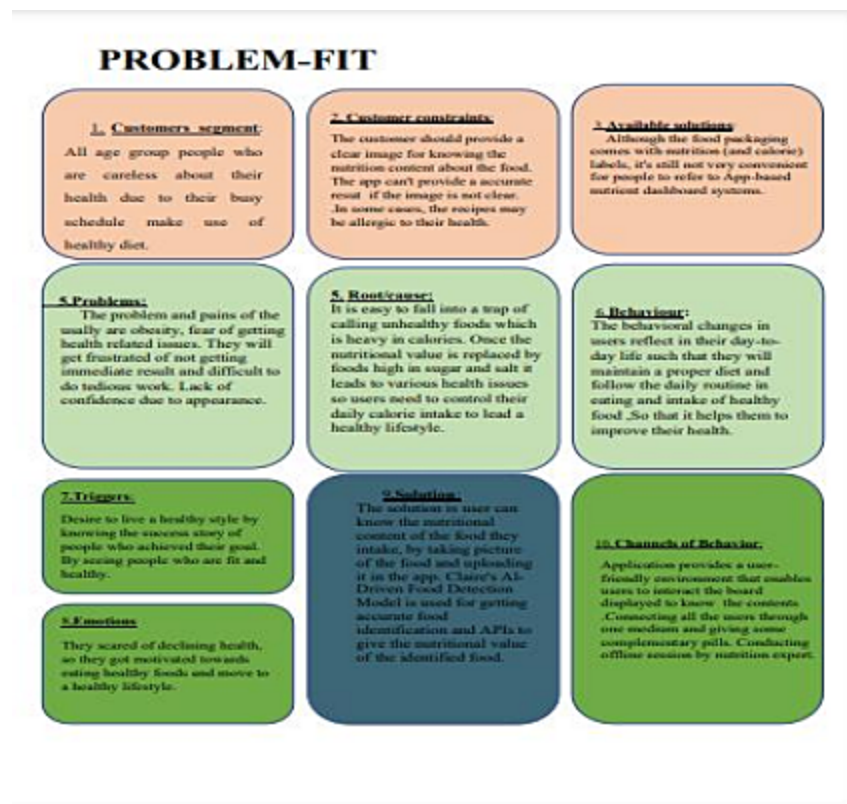 PROBLEM-FIT
1. Customers segment:
All age group people who
are careless about their
health due to their busy
schedule make use of
healthy diet.
2. Customer constraints:
The customer should provide a
clear image for knowing the
nutrition content about the food.
The app can't provide a accurate
result if the image is not clear.
.In some cases, the recipes may
be allergic to their health.
3. Available solutions:
Although the food packaging
comes with nutrition (and calorie)
labels, it's still not very convenient
for people to refer to App-based
nutrient dashboard systems.
5.Problems:
The problem and pains of the
usually are obesity, fear of getting
health related issues. They will
get frustrated of not getting
immediate result and difficult to
do tedious work. Lack of
confidence due to appearance.
5. Root/cause:
It is easy to fall into a trap of
calling unhealthy foods which
is heavy in calories. Once the
nutritional value is replaced by
foods high in sugar and salt it
leads to various health issues
so users need to control their
daily calorie intake to lead a
healthy lifestyle.
6.Behaviour:
The behavioral changes in
users reflect in their day-to-
day life such that they will
maintain a proper diet and
follow the daily routine in
eating and intake of healthy
food .So that it helps them to
improve their health.
7.Triggers:
Desire to live a healthy style by
knowing the success story of
people who achieved their goal.
By seeing people who are fit and
healthy.
8.Emotions
They scared of declining health,
so they got motivated towards
eating healthy foods and move to
a healthy lifestyle.
9.Solution:
The solution is user can
know the nutritional
content of the food they
intake, by taking picture
of the food and uploading
it in the app. Claire's AI-
Driven Food Detection
Model is used for getting
accurate food
identification and APIs to
give the nutritional value
of the identified food.
10. Channels of Behavior:
Application provides a user-
friendly environment that enables
users to interact the board
displayed to know the contents
.Connecting all the users through
one medium and giving some
complementary pills. Conducting
offline session by nutrition expert.